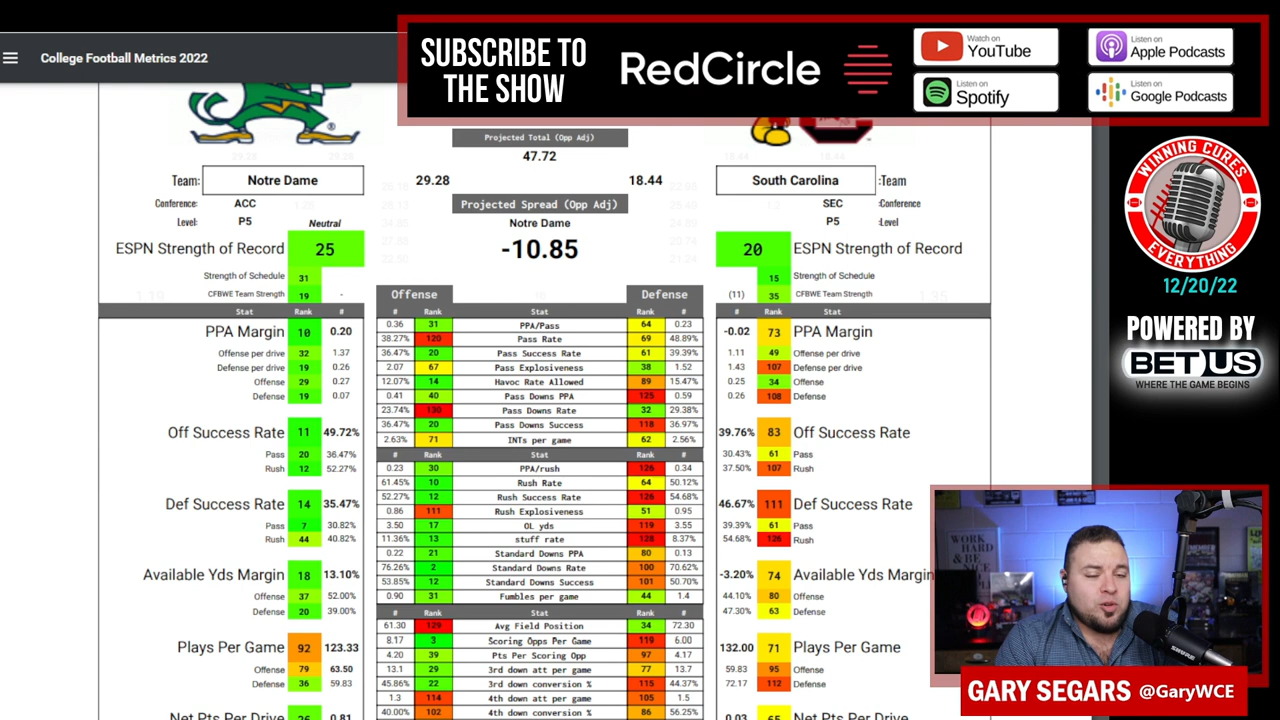 College Football Metrics 2022
SUBSCRIBE TO
THE SHOW
RedCircle
Watch on
YouTube
Listen on
Apple Podcasts
Listen on
Spotify
Listen on
Google Podcasts
WINNING CURES
EVERYTHING
12/20/22
POWERED BY
BETUS
WHERE THE GAME BEGINS
Projected Total (Opp Adj)
47.72
Team: Notre Dame 29.28 18.44 South Carolina :Team
Conference: ACC Projected Spread (Opp Adj) SEC :Conference
Level: P5 Neutral Notre Dame P5 :Level
ESPN Strength of Record 25 -10.85 20 ESPN Strength of Record
Strength of Schedule 31 15 Strength of Schedule
CFBWE Team Strength 19 - Offense Defense (11) 35 CFBWE Team Strength
Stat Rank # # Rank Stat Rank # # Rank Stat
PPA Margin 10 0.20 -0.02 73 PPA Margin
Offense per drive 32 1.37 1.11 49 Offense per drive
Defense per drive 19 0.26 1.43 107 Defense per drive
Offense 29 0.27 0.25 34 Offense
Defense 19 0.07 0.26 108 Defense
Off Success Rate 11 49.72% 39.76% 83 Off Success Rate
Pass 20 36.47% 30.43% 61 Pass
Rush 12 52.27% 37.50% 107 Rush
Def Success Rate 14 35.47% 46.67% 111 Def Success Rate
Pass 7 30.82% 39.39% 61 Pass
Rush 44 40.82% 54.68% 126 Rush
Available Yds Margin 18 13.10% -3.20% 74 Available Yds Margin
Offense 37 52.00% 44.10% 80 Offense
Defense 20 39.00% 47.30% 63 Defense
Plays Per Game 92 123.33 132.00 71 Plays Per Game
Offense 79 63.50 59.83 95 Offense
Defense 36 59.83 72.17 112 Defense
Net Pts Per Drive 26 0.81 0.03 65 Net Pts Per Drive
0.36 31 PPA/Pass 64 0.23
38.27% 120 Pass Rate 69 48.89%
36.47% 20 Pass Success Rate 61 39.39%
2.07 67 Pass Explosiveness 38 1.52
12.07% 14 Havoc Rate Allowed 89 15.47%
0.41 40 Pass Downs PPA 125 0.59
23.74% 130 Pass Downs Rate 32 29.38%
36.47% 20 Pass Downs Success 118 36.97%
2.63% 71 INTs per game 62 2.56%
# Rank Stat Rank #
0.23 30 PPA/rush 126 0.34
61.45% 10 Rush Rate 64 50.12%
52.27% 12 Rush Success Rate 126 54.68%
0.86 111 Rush Explosiveness 51 0.95
3.50 17 OL yds 119 3.55
11.36% 13 stuff rate 128 8.37%
0.22 21 Standard Downs PPA 80 0.13
76.26% 2 Standard Downs Rate 100 70.62%
53.85% 12 Standard Downs Success 101 50.70%
0.90 31 Fumbles per game 44 1.4
# Rank Stat Rank #
61.30 129 Avg Field Position 34 72.30
8.17 3 Scoring Opps Per Game 119 6.00
4.20 39 Pts Per Scoring Opp 97 4.17
13.1 29 3rd down att per game 77 13.7
45.86% 22 3rd down conversion % 115 44.37%
1.3 114 4th down att per game 105 1.5
40.00% 102 4th down conversion % 86 56.25%
GARY SEGARS @GaryWCE